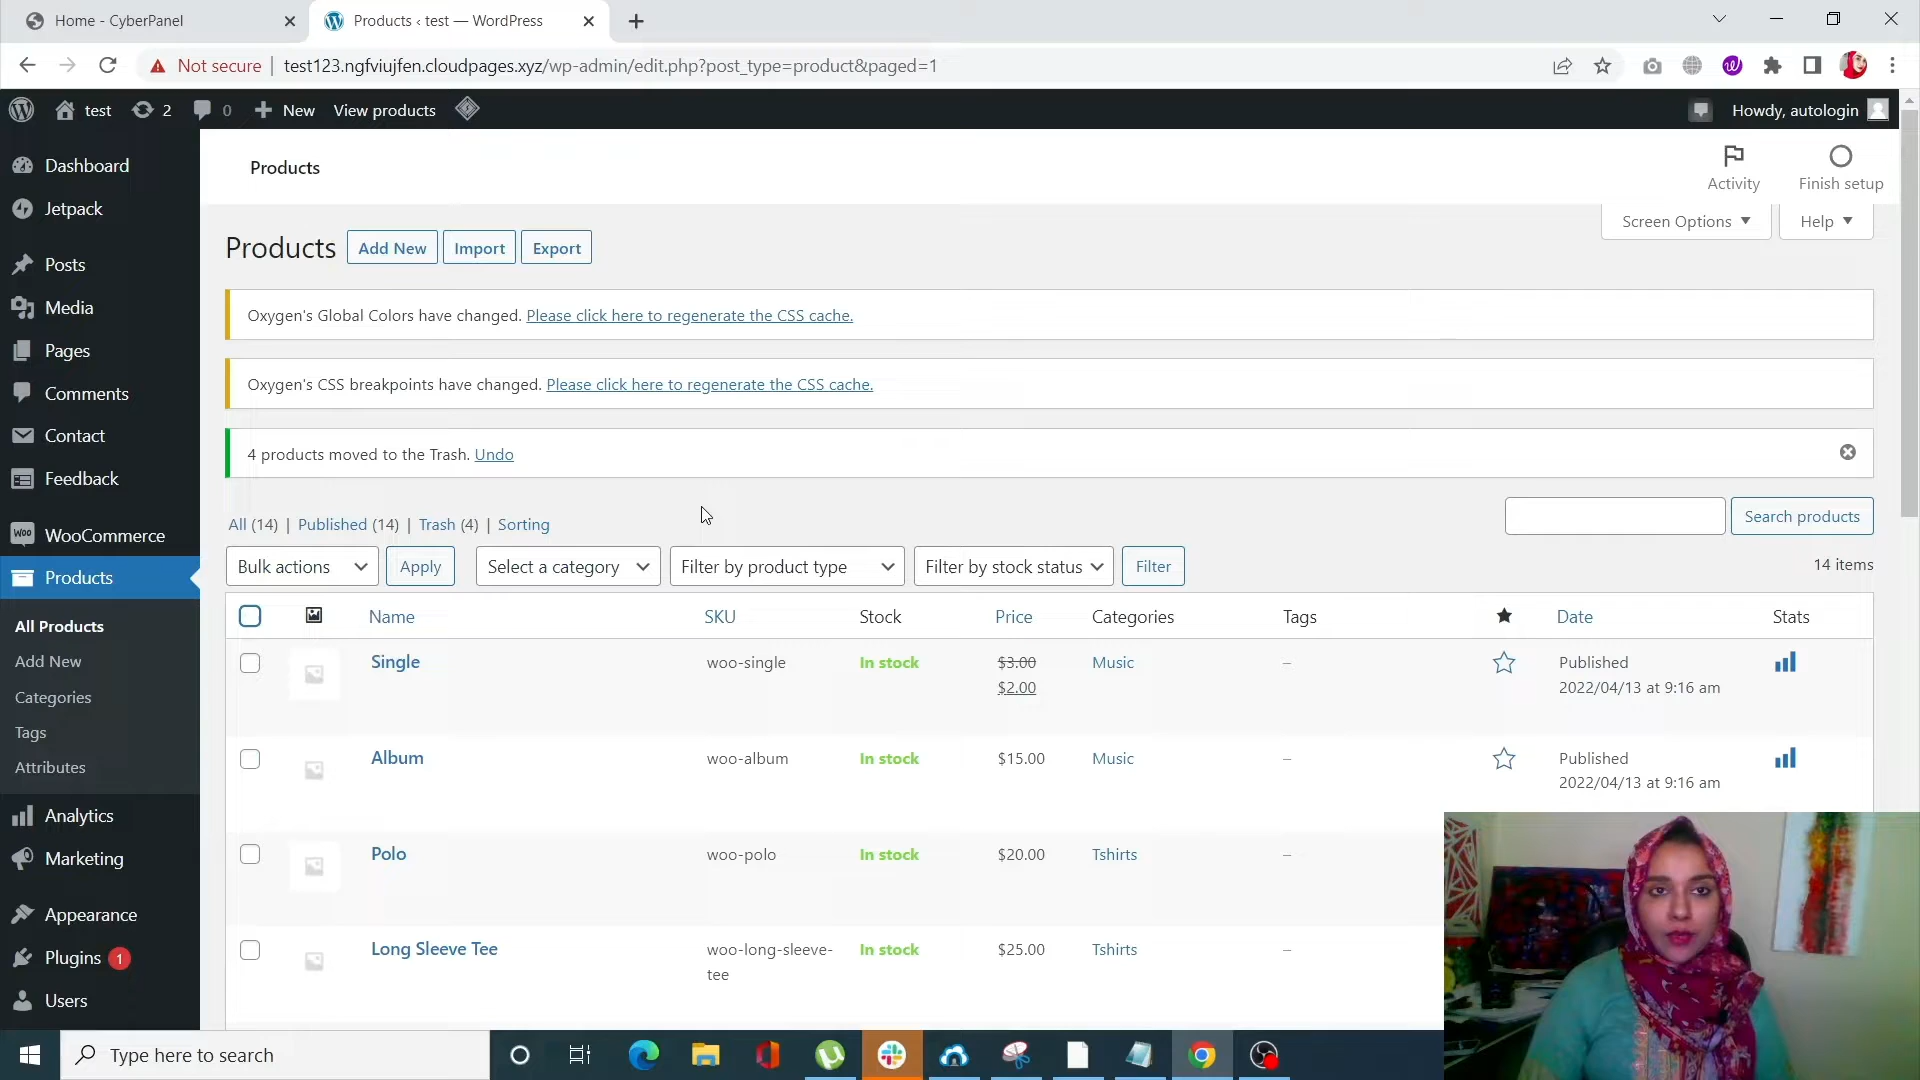 Home - CyberPanel
Products ‹ test — WordPress
Not secure
test123.ngfviujfen.cloudpages.xyz/wp-admin/edit.php?post_type=product&paged=1
test
2
0
New
View products
Howdy, autologin
Dashboard
Jetpack
Posts
Media
Pages
Comments
Contact
Feedback
WooCommerce
Products
All Products
Add New
Categories
Tags
Attributes
Analytics
Marketing
Appearance
Plugins 1
Users
Products
Activity
Finish setup
Screen Options
Help
Products
Add New
Import
Export
Oxygen's Global Colors have changed. Please click here to regenerate the CSS cache.
Oxygen's CSS breakpoints have changed. Please click here to regenerate the CSS cache.
4 products moved to the Trash. Undo
All (14) | Published (14) | Trash (4) | Sorting
Search products
Bulk actions
Apply
Select a category
Filter by product type
Filter by stock status
Filter
14 items
Name SKU Stock Price Categories Tags Date Stats
Single woo-single In stock $3.00 Music – Published
$2.00 2022/04/13 at 9:16 am
Album woo-album In stock $15.00 Music – Published
2022/04/13 at 9:16 am
Polo woo-polo In stock $20.00 Tshirts –
Long Sleeve Tee woo-long-sleeve- In stock $25.00 Tshirts –
tee
Type here to search